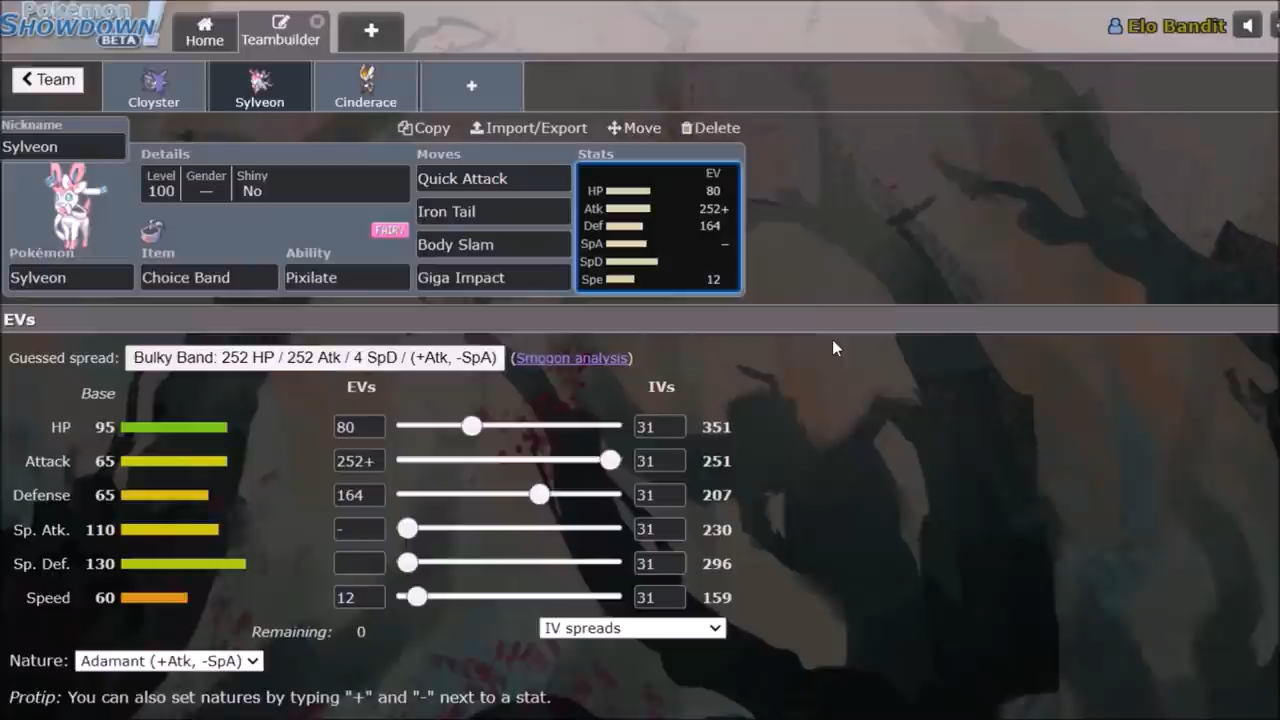 Pokémon
SHOWDOWN!
BETA
Home
Teambuilder
+
Elo Bandit
Team
Cloyster
Sylveon
Cinderace
+
Nickname
Sylveon
Copy
Import/Export
Move
Delete
Details
Moves
Stats
Level
100
Gender
—
Shiny
No
Quick Attack
Iron Tail
Body Slam
Giga Impact
EV
HP 80
Atk 252+
Def 164
SpA –
SpD
Spe 12
FAIRY
Pokémon
Sylveon
Item
Choice Band
Ability
Pixilate
EVs
Guessed spread: Bulky Band: 252 HP / 252 Atk / 4 SpD / (+Atk, -SpA) (Smogon analysis)
Base EVs IVs
HP 95 80 31 351
Attack 65 252+ 31 251
Defense 65 164 31 207
Sp. Atk. 110 - 31 230
Sp. Def. 130 31 296
Speed 60 12 31 159
Remaining: 0
IV spreads
Nature: Adamant (+Atk, -SpA)
Protip: You can also set natures by typing "+" and "-" next to a stat.